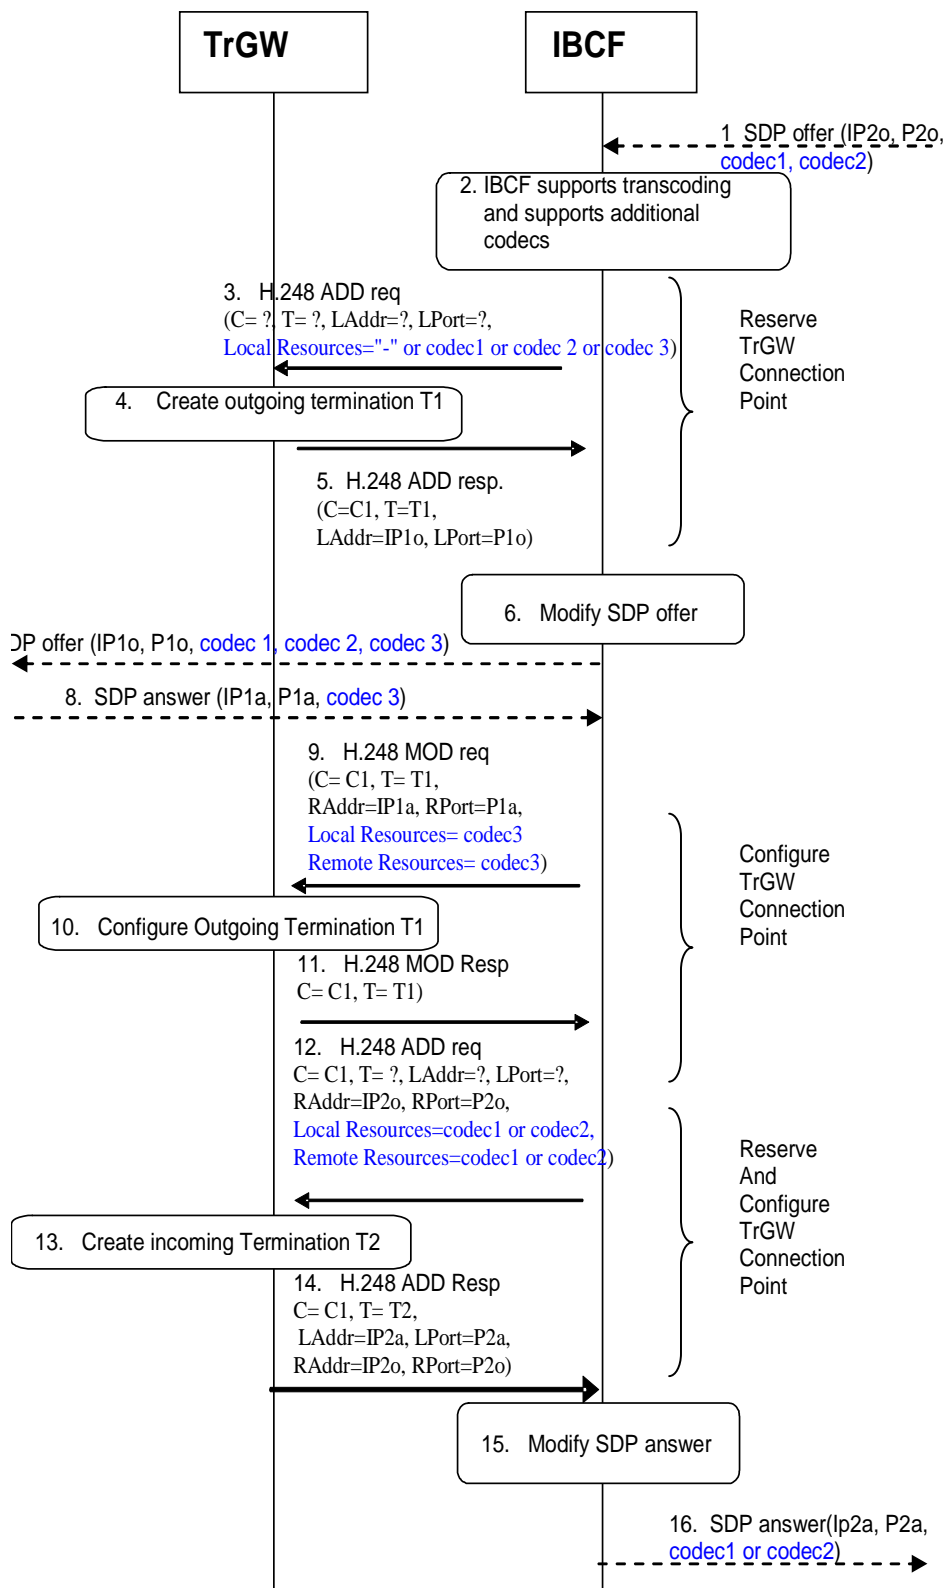 TrGW
IBCF
1 SDP offer (IP2o, P2o,
codec1, codec2)
2. IBCF supports transcoding
and supports additional
codecs
3. H.248 ADD req
(C= ?, T= ?, LAddr=?, LPort=?,
Local Resources="-" or codec1 or codec 2 or codec 3)
Reserve
TrGW
Connection
Point
4. Create outgoing termination T1
5. H.248 ADD resp.
(C=C1, T=T1,
LAddr=IP1o, LPort=P1o)
6. Modify SDP offer
DP offer (IP1o, P1o, codec 1, codec 2, codec 3)
8. SDP answer (IP1a, P1a, codec 3)
9. H.248 MOD req
(C= C1, T= T1,
RAddr=IP1a, RPort=P1a,
Local Resources= codec3
Remote Resources= codec3)
Configure
TrGW
Connection
Point
10. Configure Outgoing Termination T1
11. H.248 MOD Resp
C= C1, T= T1)
12. H.248 ADD req
C= C1, T= ?, LAddr=?, LPort=?,
RAddr=IP2o, RPort=P2o,
Local Resources=codec1 or codec2,
Remote Resources=codec1 or codec2)
Reserve
And
Configure
TrGW
Connection
Point
13. Create incoming Termination T2
14. H.248 ADD Resp
C= C1, T= T2,
LAddr=IP2a, LPort=P2a,
RAddr=IP2o, RPort=P2o)
15. Modify SDP answer
16. SDP answer(Ip2a, P2a,
codec1 or codec2)